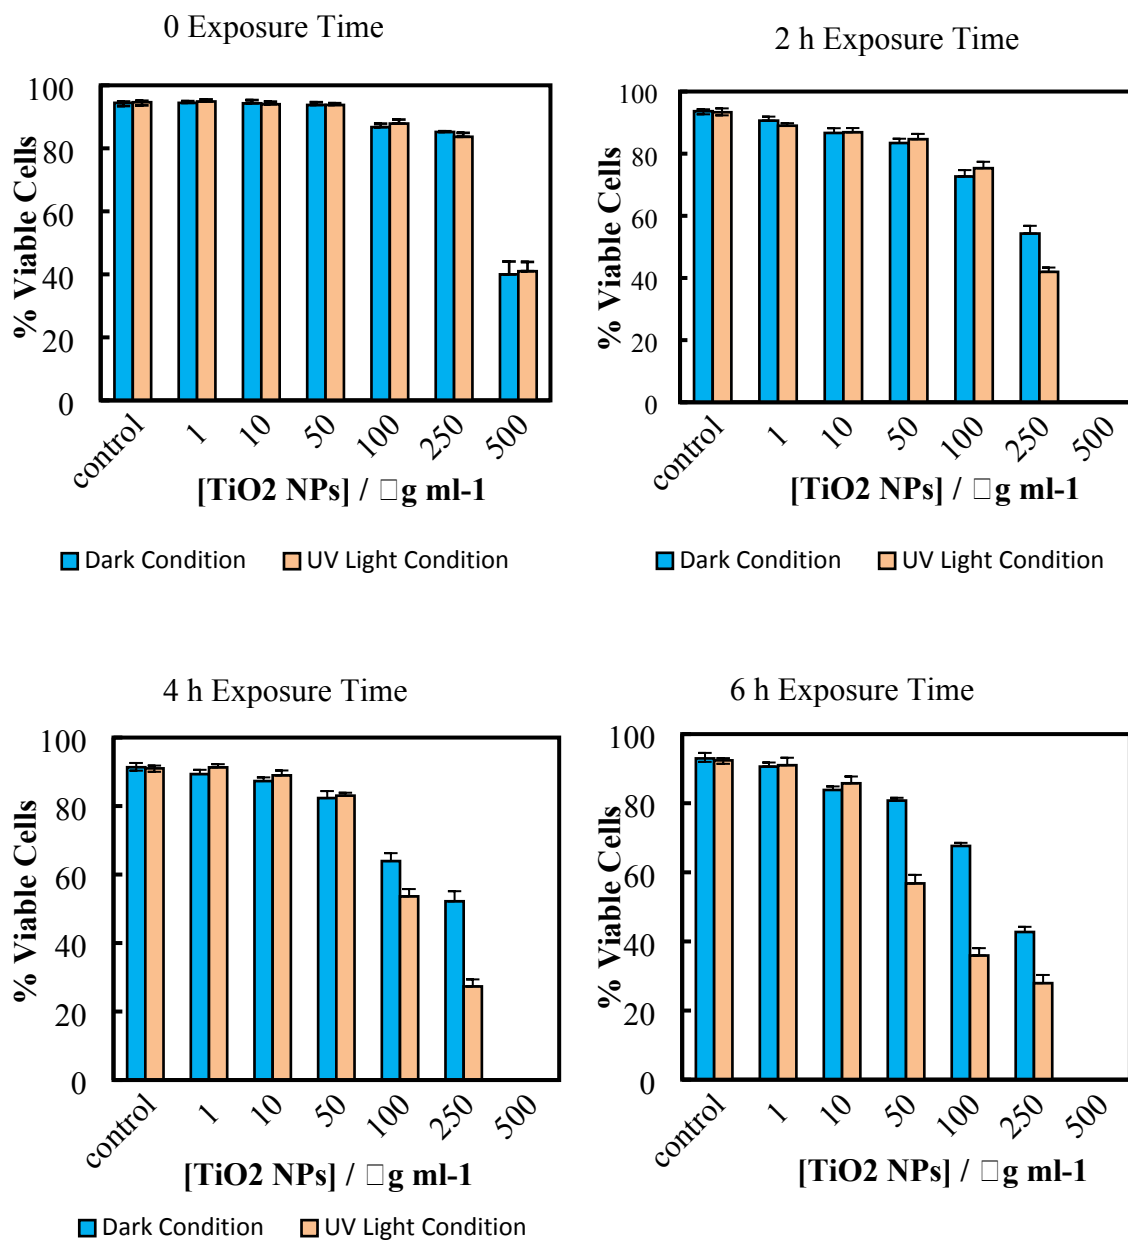 0 Exposure Time
100
80
60
40
20
0
% Viable Cells
control
1
10
50
100
250
500
[TiO2 NPs] / □g ml-1
Dark Condition
UV Light Condition
2 h Exposure Time
100
80
60
40
20
0
% Viable Cells
control
1
10
50
100
250
500
[TiO2 NPs] / □g ml-1
Dark Condition
UV Light Condition
4 h Exposure Time
100
80
60
40
20
0
% Viable Cells
control
1
10
50
100
250
500
[TiO2 NPs] / □g ml-1
Dark Condition
UV Light Condition
6 h Exposure Time
100
80
60
40
20
0
% Viable Cells
control
1
10
50
100
250
500
[TiO2 NPs] / □g ml-1